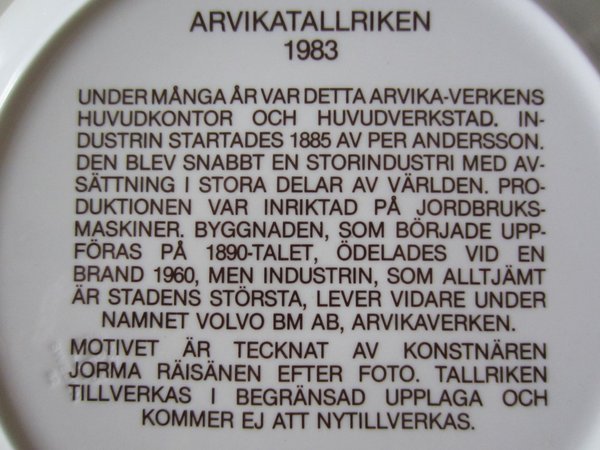 ARVIKATALLRIKEN
1983
UNDER MÅNGA ÅR VAR DETTA ARVIKA-VERKENS
HUVUDKONTOR OCH HUVUDVERKSTAD. IN-
DUSTRIN STARTADES 1885 AV PER ANDERSSON.
DEN BLEV SNABBT EN STORINDUSTRI MED AV-
SÄTTNING I STORA DELAR AV VÄRLDEN. PRO-
DUKTIONEN VAR INRIKTAD PÅ JORDBRUKS-
MASKINER. BYGGNADEN, SOM BÖRJADE UPP-
FÖRAS PÅ 1890-TALET, ÖDELADES VID EN
BRAND 1960, MEN INDUSTRIN, SOM ALLTJÄMT
ÄR STADENS STÖRSTA, LEVER VIDARE UNDER
NAMNET VOLVO BM AB, ARVIKAVERKEN.
MOTIVET ÄR TECKNAT AV KONSTNÄREN
JORMA RÄISÄNEN EFTER FOTO. TALLRIKEN
TILLVERKAS I BEGRÄNSAD UPPLAGA OCH
KOMMER EJ ATT NYTILLVERKAS.